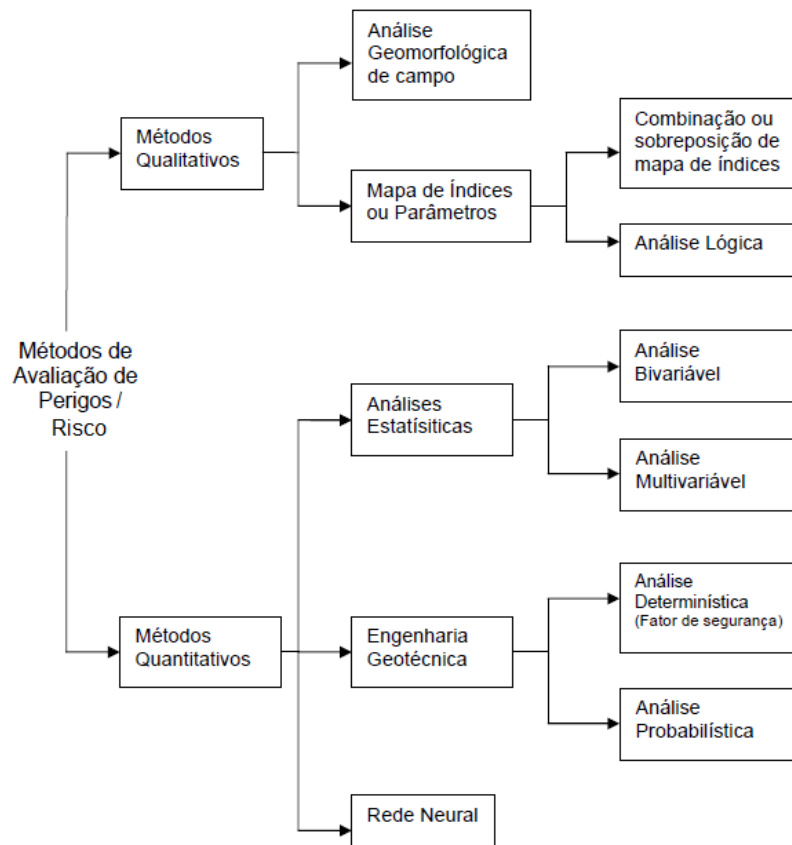 Análise
Geomorfológica
de campo
Métodos
Qualitativos
Combinação ou
sobreposição de
mapa de índices
Mapa de Índices
ou Parâmetros
Análise Lógica
Métodos de
Avaliação de
Perigos /
Risco
Análise
Bivariável
Análises
Estatísiticas
Análise
Multivariável
Análise
Determinística
(Fator de segurança)
Métodos
Quantitativos
Engenharia
Geotécnica
Análise
Probabilística
Rede Neural